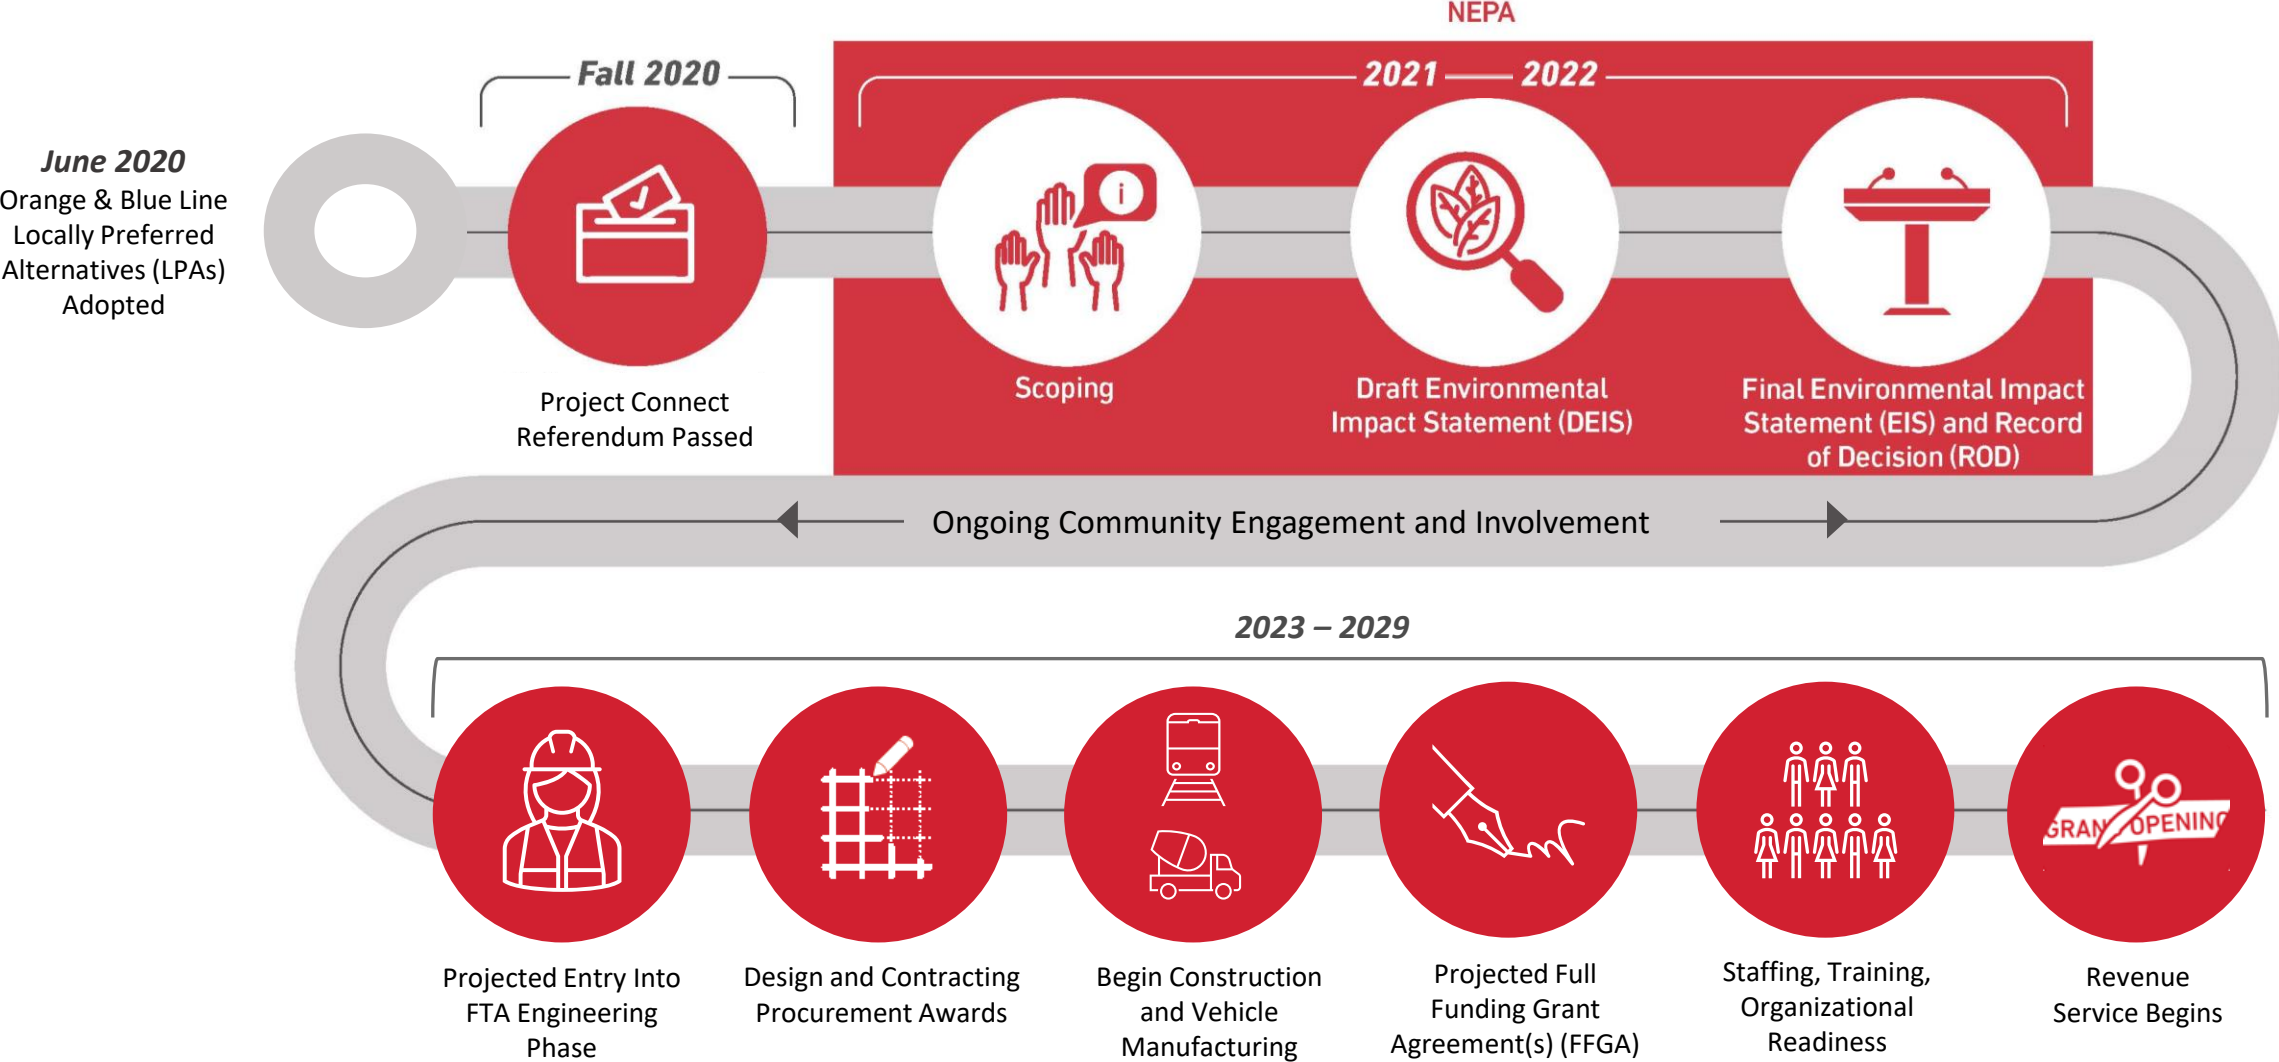 NEPA
Fall 2020
2021 — 2022
June 2020
Orange & Blue Line
Locally Preferred
Alternatives (LPAs)
Adopted
i
Project Connect
Referendum Passed
Scoping
Draft Environmental
Impact Statement (DEIS)
Final Environmental Impact
Statement (EIS) and Record
of Decision (ROD)
Ongoing Community Engagement and Involvement
2023 – 2029
GRAND OPENING
Projected Entry Into
FTA Engineering
Phase
Design and Contracting
Procurement Awards
Begin Construction
and Vehicle
Manufacturing
Projected Full
Funding Grant
Agreement(s) (FFGA)
Staffing, Training,
Organizational
Readiness
Revenue
Service Begins